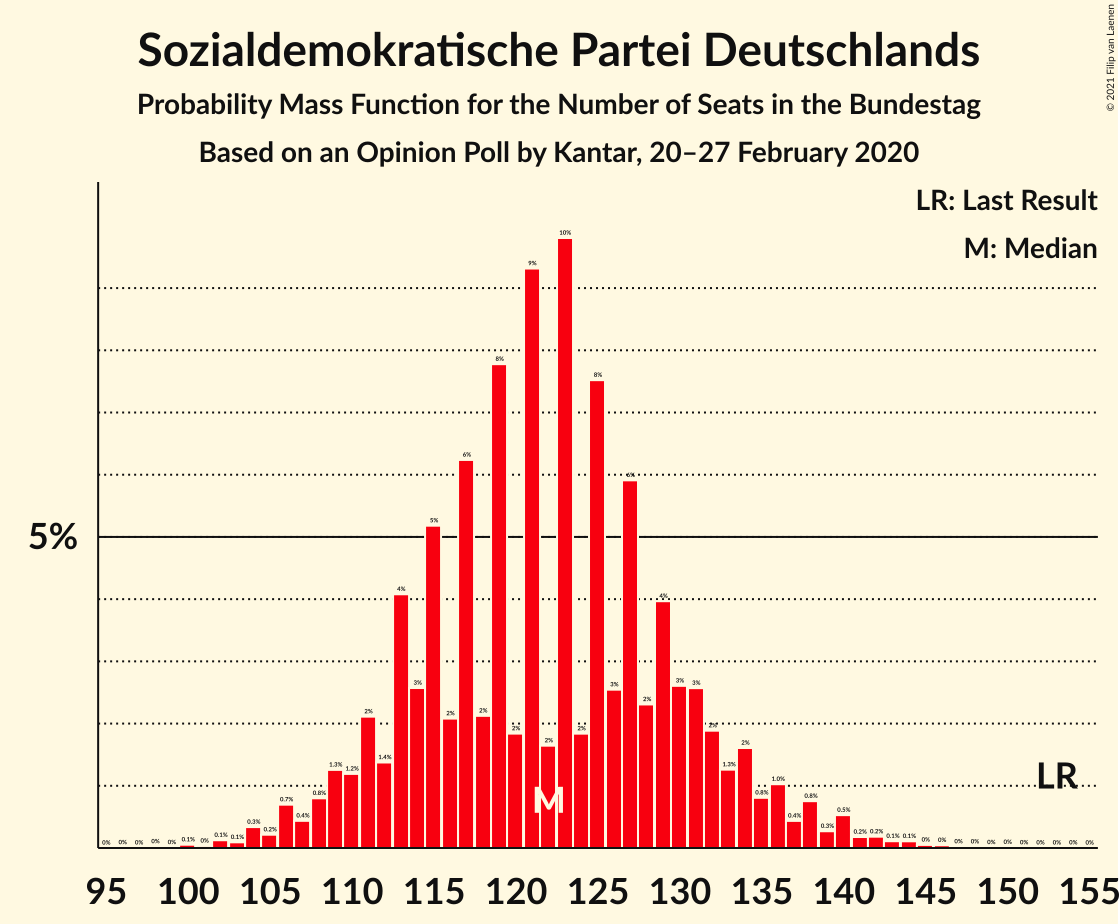 Sozialdemokratische Partei Deutschlands
Probability Mass Function for the Number of Seats in the Bundestag
Based on an Opinion Poll by Kantar, 20–27 February 2020
© 2021 Filip van Laenen
LR: Last Result
M: Median
5%
0% 0% 0% 0% 0% 0.1% 0% 0.1% 0.1% 0.3% 0.2% 0.7% 0.4% 0.8% 1.3% 1.2% 2% 1.4% 4% 3% 5% 2% 6% 2% 8% 2% 9% 2% 10% 2% 8% 3% 6% 2% 4% 3% 3% 2% 1.3% 2% 0.8% 1.0% 0.4% 0.8% 0.3% 0.5% 0.2% 0.2% 0.1% 0.1% 0% 0% 0% 0% 0% 0% 0% 0% 0% 0% 0%
M
LR
95 100 105 110 115 120 125 130 135 140 145 150 155